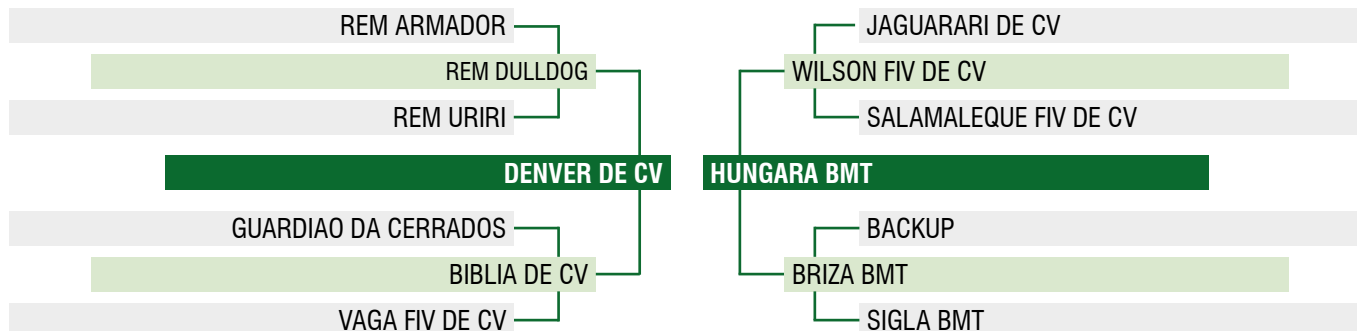 REM ARMADOR
REM DULLDOG
REM URIRI
DENVER DE CV
GUARDIAO DA CERRADOS
BIBLIA DE CV
VAGA FIV DE CV
JAGUARARI DE CV
WILSON FIV DE CV
SALAMALEQUE FIV DE CV
HUNGARA BMT
BACKUP
BRIZA BMT
SIGLA BMT